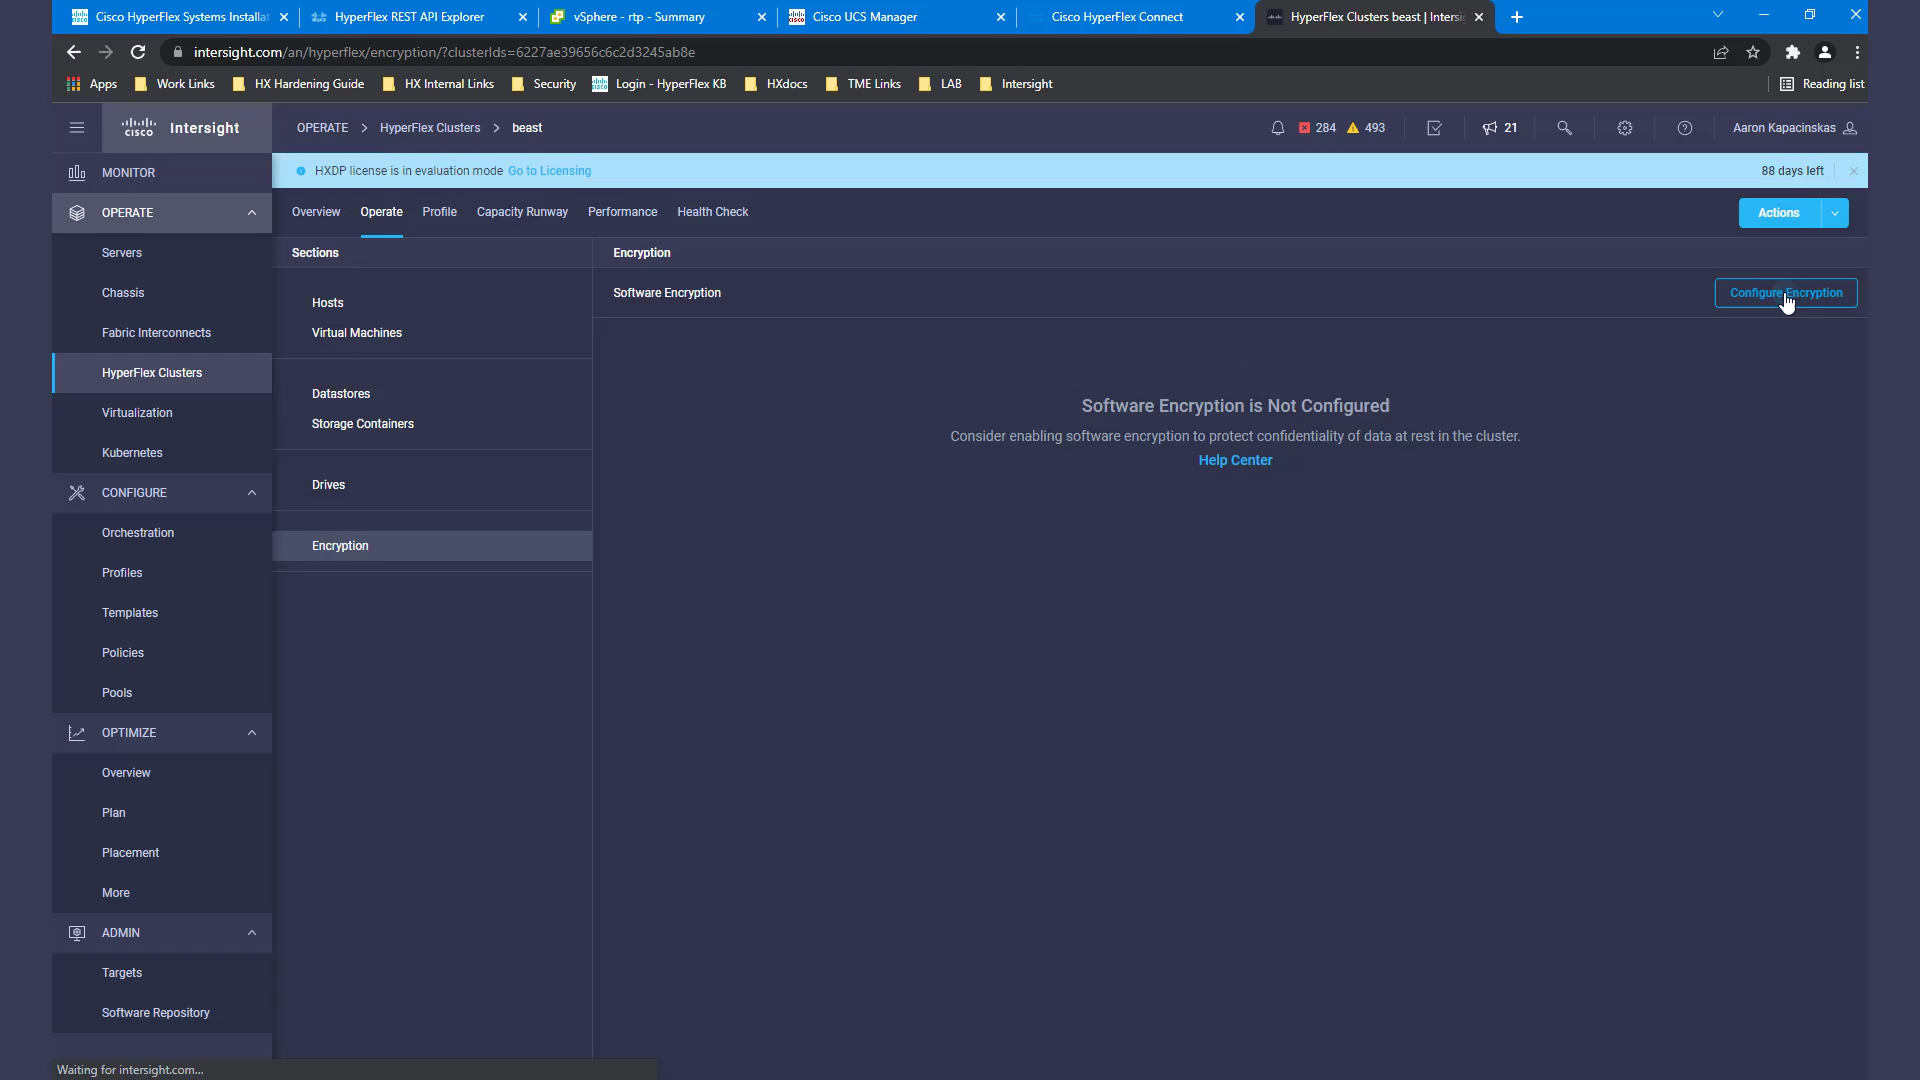 Cisco HyperFlex Systems Installat
HyperFlex REST API Explorer
vSphere - rtp - Summary
Cisco UCS Manager
Cisco HyperFlex Connect
HyperFlex Clusters beast | Intersi
intersight.com/an/hyperflex/encryption/?clusterIds=6227ae39656c6c2d3245ab8e
Apps
Work Links
HX Hardening Guide
HX Internal Links
Security
Login - HyperFlex KB
HXdocs
TME Links
LAB
Intersight
Reading list
CISCO Intersight
OPERATE > HyperFlex Clusters > beast
284
493
21
Aaron Kapacinskas
HXDP license is in evaluation mode Go to Licensing
88 days left
MONITOR
OPERATE
Servers
Chassis
Fabric Interconnects
HyperFlex Clusters
Virtualization
Kubernetes
CONFIGURE
Orchestration
Profiles
Templates
Policies
Pools
OPTIMIZE
Overview
Plan
Placement
More
ADMIN
Targets
Software Repository
Overview
Operate
Profile
Capacity Runway
Performance
Health Check
Actions
Sections
Hosts
Virtual Machines
Datastores
Storage Containers
Drives
Encryption
Encryption
Software Encryption
Configure Encryption
Software Encryption is Not Configured
Consider enabling software encryption to protect confidentiality of data at rest in the cluster.
Help Center
Waiting for intersight.com...